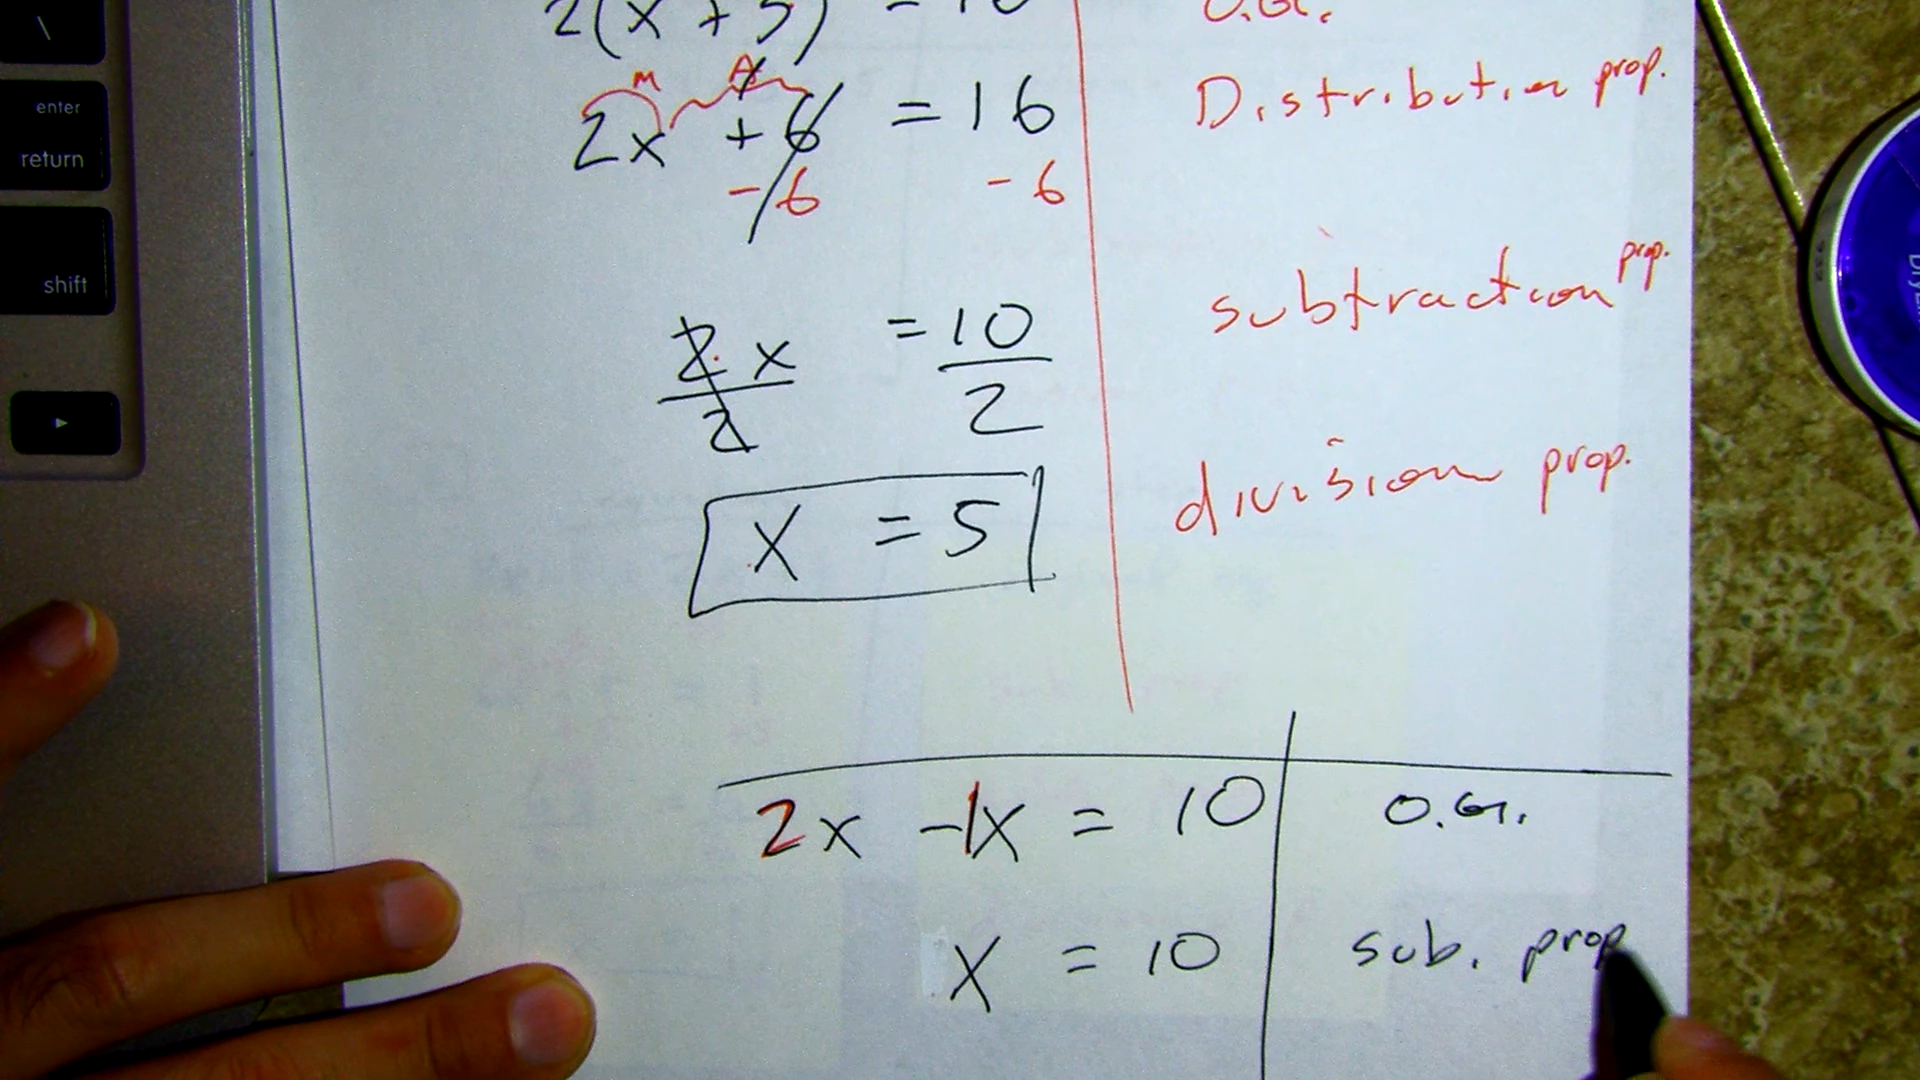 \
enter
return
shift
2(x + 3) = 16
O.G.
M A
2x + 6 = 16
Distribution prop.
- 6 - 6
subtraction prop.
2·x = 10
2 2
division prop.
x = 5
2x - 1x = 10
O.G.
x = 10
sub. prop